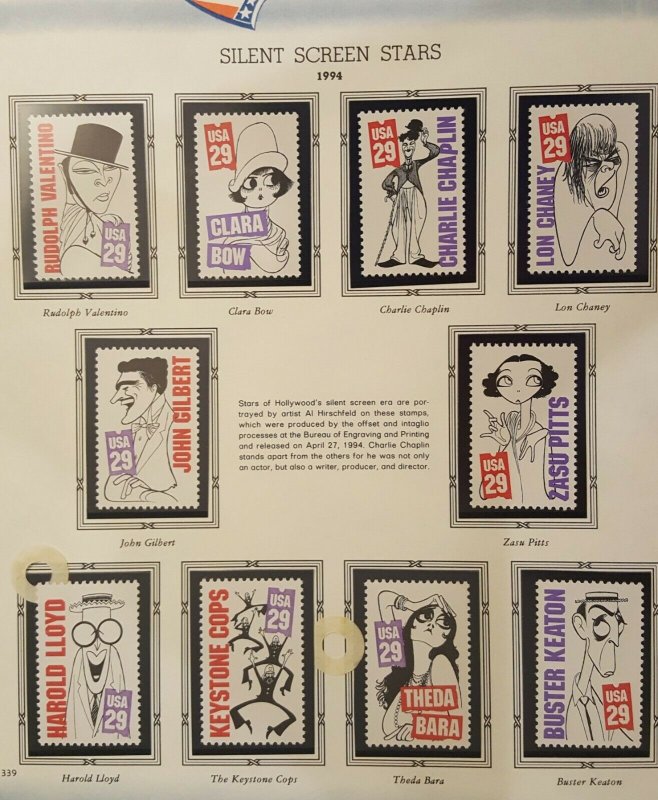 SILENT SCREEN STARS
1994
RUDOLPH VALENTINO
USA
29
USA
29
CLARA
BOW
USA
29
CHARLIE CHAPLIN
USA
29
LON CHANEY
Rudolph Valentino
Clara Bow
Charlie Chaplin
Lon Chaney
USA
29
JOHN GILBERT
Stars of Hollywood's silent screen era are por-
trayed by artist Al Hirschfeld on these stamps,
which were produced by the offset and intaglio
processes at the Bureau of Engraving and Printing
and released on April 27, 1994. Charlie Chaplin
stands apart from the others for he was not only
an actor, but also a writer, producer, and director.
USA
29
ZASU PITTS
John Gilbert
Zasu Pitts
HAROLD LLOYD
USA
29
KEYSTONE COPS
USA
29
USA
29
THEDA
BARA
BUSTER KEATON
USA
29
339
Harold Lloyd
The Keystone Cops
Theda Bara
Buster Keaton